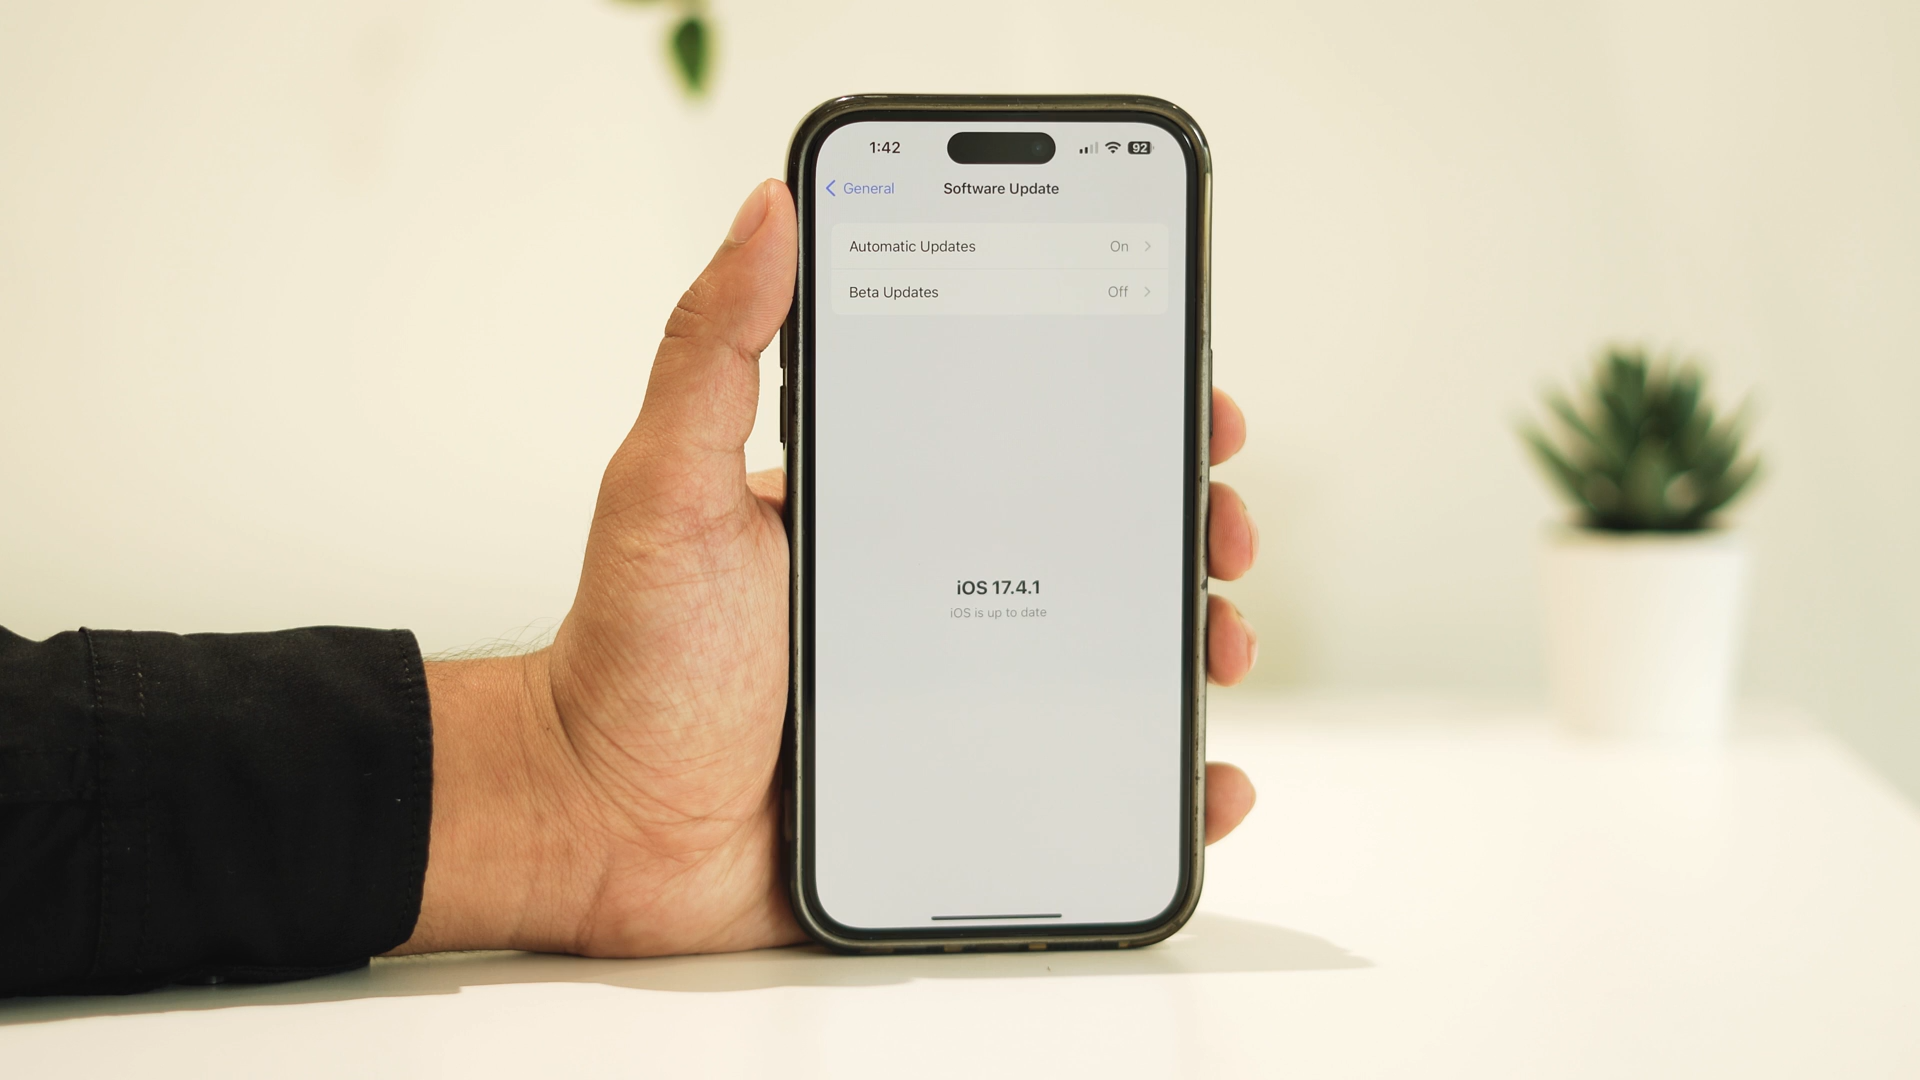 1:42
92
General
Software Update
Automatic Updates On
Beta Updates Off
iOS 17.4.1
iOS is up to date